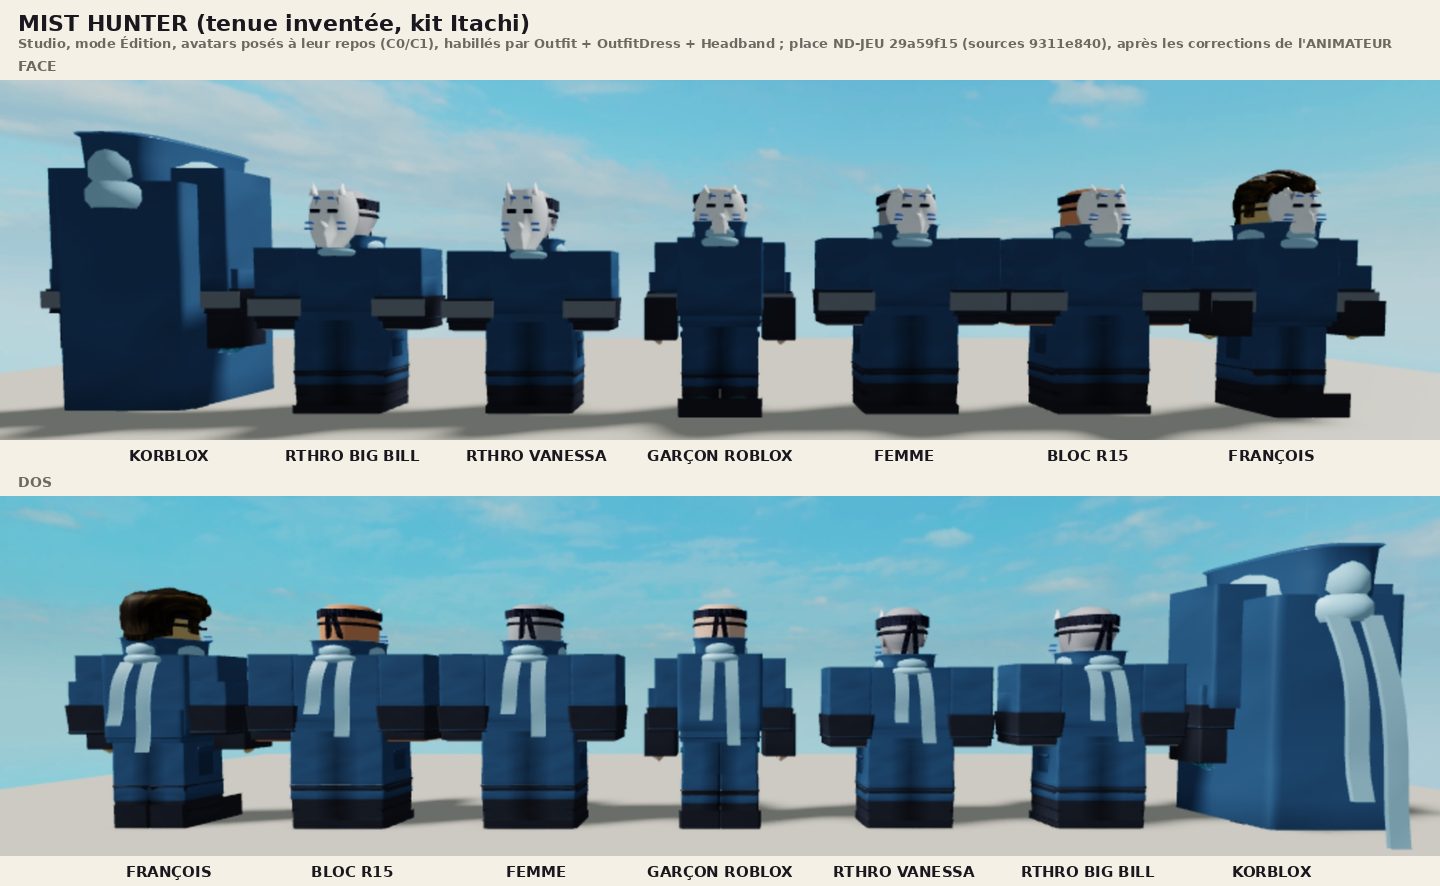 MIST HUNTER (tenue inventée, kit Itachi)
Studio, mode Édition, avatars posés à leur repos (C0/C1), habillés par Outfit + OutfitDress + Headband ; place ND-JEU 29a59f15 (sources 9311e840), après les corrections de l'ANIMATEUR
FACE
KORBLOX RTHRO BIG BILL RTHRO VANESSA GARÇON ROBLOX FEMME BLOC R15 FRANÇOIS
DOS
FRANÇOIS BLOC R15 FEMME GARÇON ROBLOX RTHRO VANESSA RTHRO BIG BILL KORBLOX